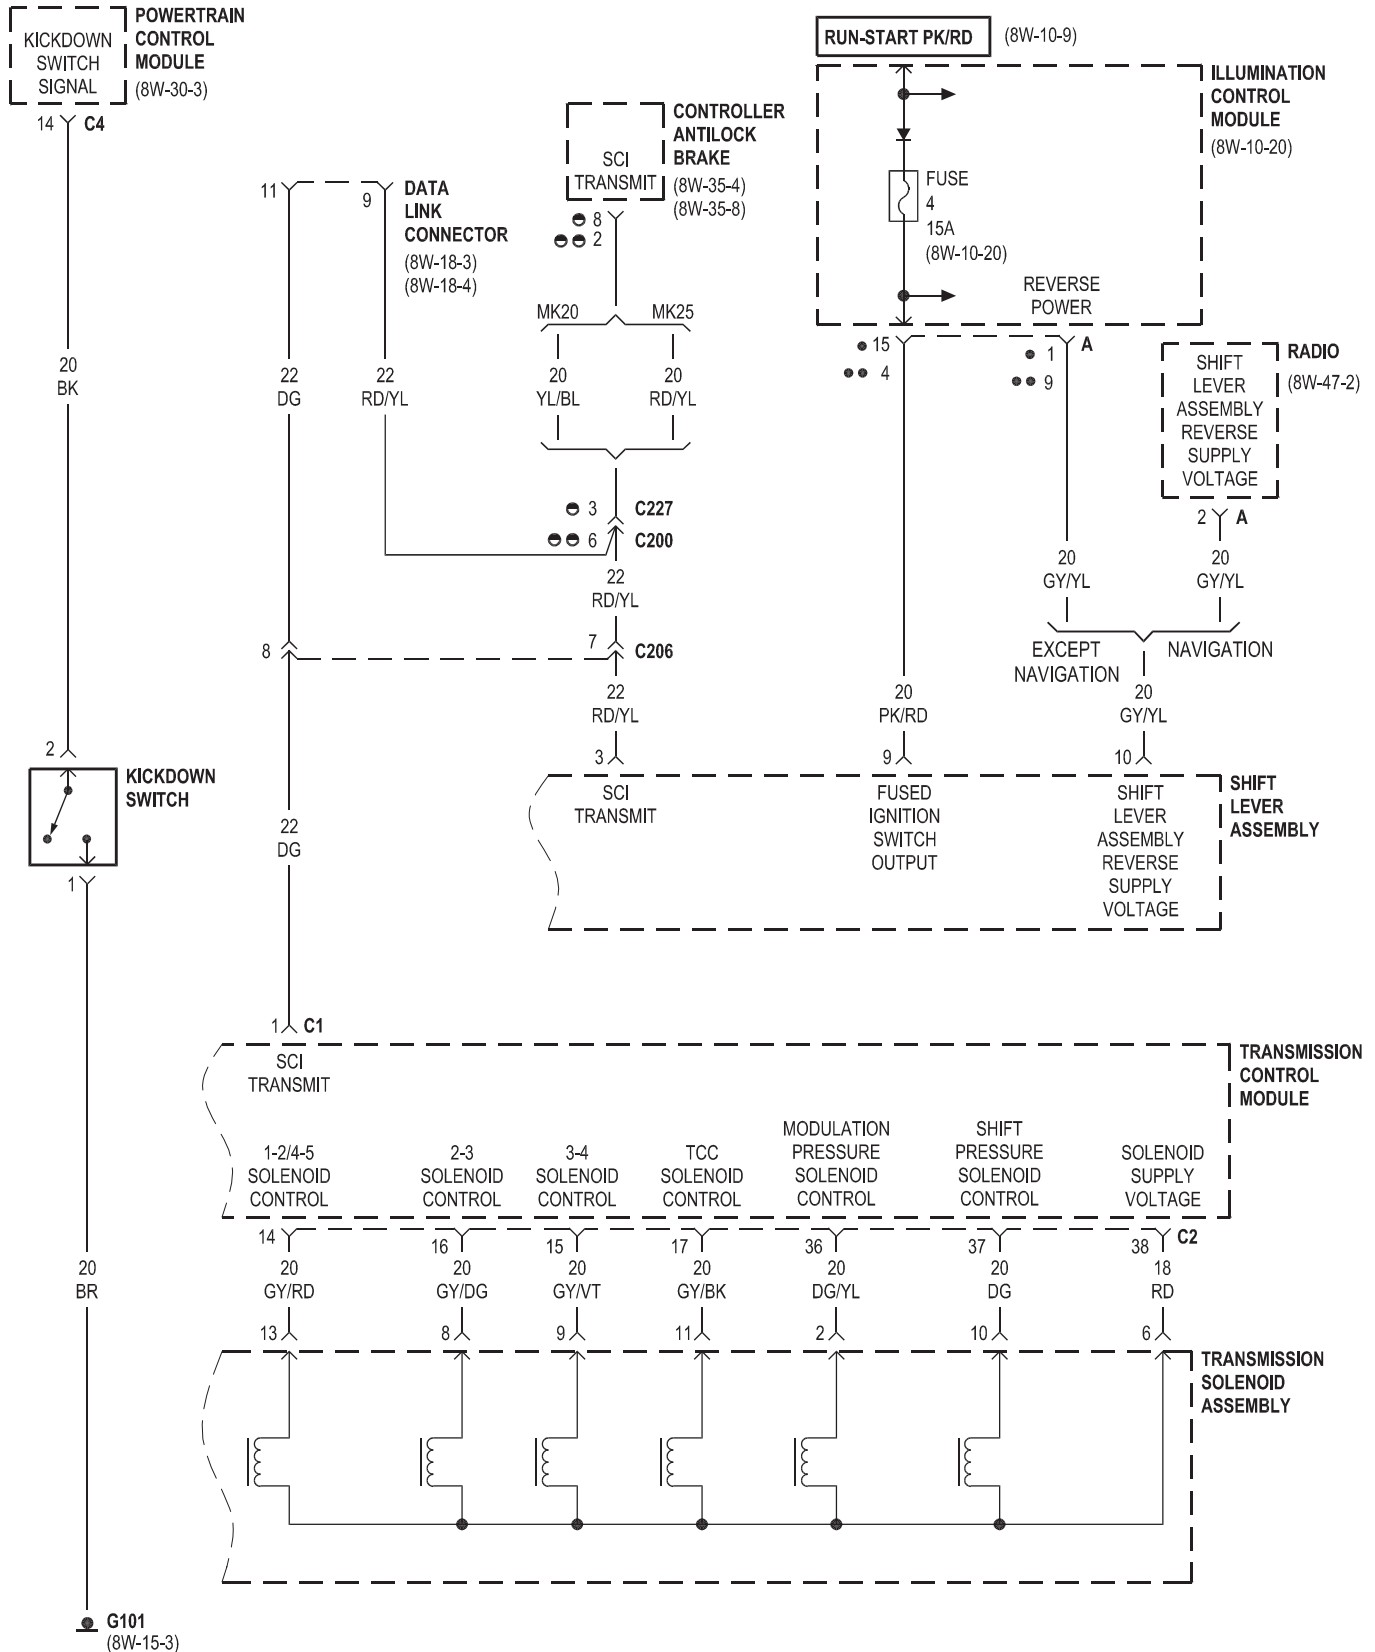 POWERTRAIN
CONTROL
MODULE
(8W-30-3)
KICKDOWN
SWITCH
SIGNAL
14
C4
20
BK
2
KICKDOWN
SWITCH
1
20
BR
G101
(8W-15-3)
11
9
DATA
LINK
CONNECTOR
(8W-18-3)
(8W-18-4)
22
DG
22
RD/YL
CONTROLLER
ANTILOCK
BRAKE
(8W-35-4)
(8W-35-8)
SCI
TRANSMIT
8
2
MK20
MK25
20
YL/BL
20
RD/YL
3
C227
6
C200
22
RD/YL
8
7
C206
22
RD/YL
22
DG
RUN-START PK/RD
(8W-10-9)
ILLUMINATION
CONTROL
MODULE
(8W-10-20)
FUSE
4
15A
(8W-10-20)
REVERSE
POWER
15
4
1
9
A
RADIO
(8W-47-2)
SHIFT
LEVER
ASSEMBLY
REVERSE
SUPPLY
VOLTAGE
2
A
20
GY/YL
20
GY/YL
EXCEPT
NAVIGATION
NAVIGATION
20
PK/RD
20
GY/YL
3
9
10
SHIFT
LEVER
ASSEMBLY
SCI
TRANSMIT
FUSED
IGNITION
SWITCH
OUTPUT
SHIFT
LEVER
ASSEMBLY
REVERSE
SUPPLY
VOLTAGE
1
C1
TRANSMISSION
CONTROL
MODULE
SCI
TRANSMIT
1-2/4-5
SOLENOID
CONTROL
2-3
SOLENOID
CONTROL
3-4
SOLENOID
CONTROL
TCC
SOLENOID
CONTROL
MODULATION
PRESSURE
SOLENOID
CONTROL
SHIFT
PRESSURE
SOLENOID
CONTROL
SOLENOID
SUPPLY
VOLTAGE
14
16
15
17
36
37
38
C2
20
GY/RD
20
GY/DG
20
GY/VT
20
GY/BK
20
DG/YL
20
DG
18
RD
13
8
9
11
2
10
6
TRANSMISSION
SOLENOID
ASSEMBLY